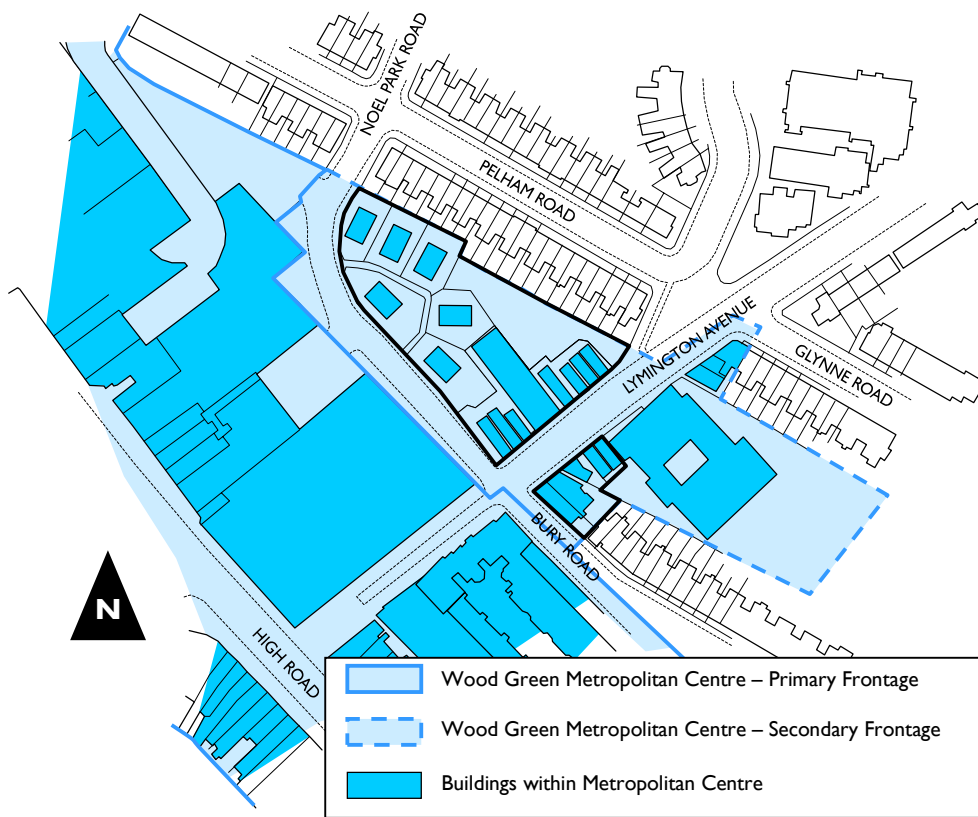 NOEL PARK ROAD
PELHAM ROAD
LYMINGTON AVENUE
GLYNNE ROAD
BURY ROAD
HIGH ROAD
N
Wood Green Metropolitan Centre – Primary Frontage
Wood Green Metropolitan Centre – Secondary Frontage
Buildings within Metropolitan Centre